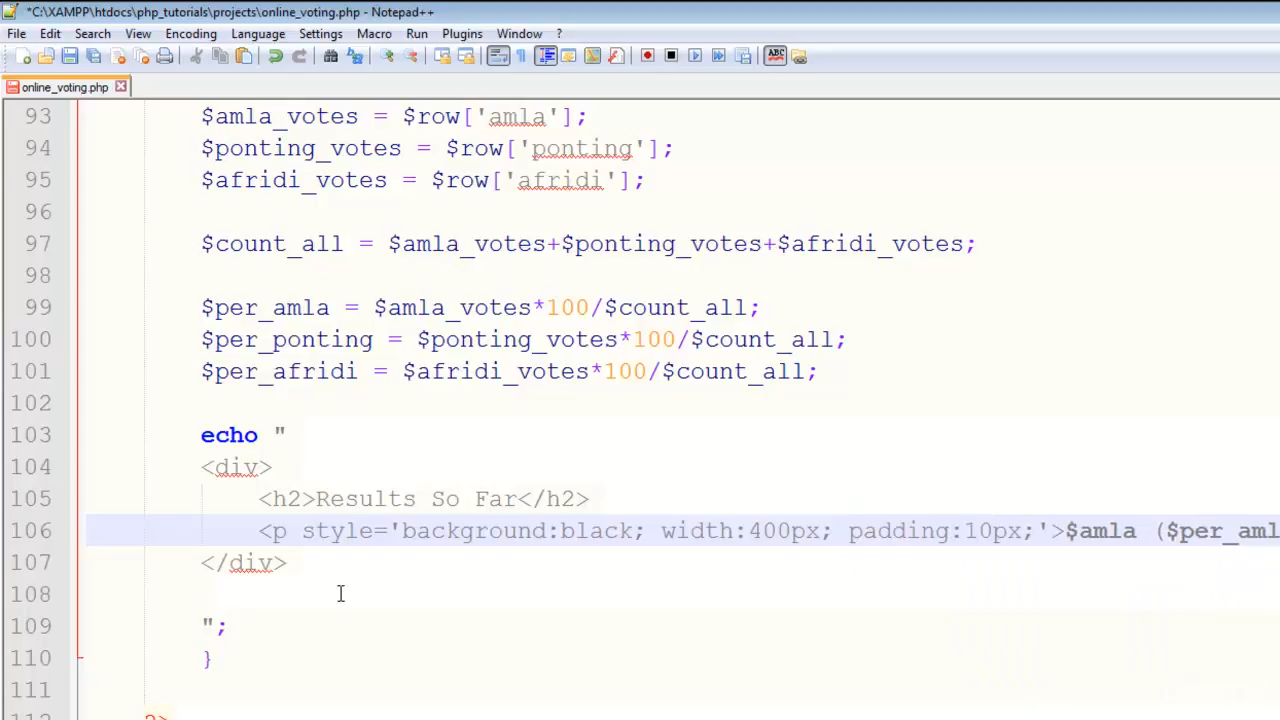 *C:\XAMPP\htdocs\php_tutorials\projects\online_voting.php - Notepad++
File Edit Search View Encoding Language Settings Macro Run Plugins Window ?
online_voting.php
93 $amla_votes = $row['amla'];
94 $ponting_votes = $row['ponting'];
95 $afridi_votes = $row['afridi'];
96
97 $count_all = $amla_votes+$ponting_votes+$afridi_votes;
98
99 $per_amla = $amla_votes*100/$count_all;
100 $per_ponting = $ponting_votes*100/$count_all;
101 $per_afridi = $afridi_votes*100/$count_all;
102
103 echo "
104 <div>
105 <h2>Results So Far</h2>
106 <p style='background:black; width:400px; padding:10px;'>$amla ($per_aml
107 </div>
108
109 ";
110 }
111
112 ?>